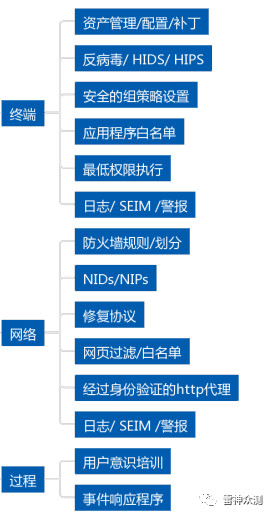 资产管理/配置/补丁
反病毒/ HIDS/ HIPS
安全的组策略设置
终端
应用程序白名单
最低权限执行
日志/ SEIM /警报
防火墙规则/划分
NIDs/NIPs
修复协议
网络
网页过滤/白名单
经过身份验证的http代理
日志/ SEIM /警报
用户意识培训
过程
事件响应程序
雷神众测